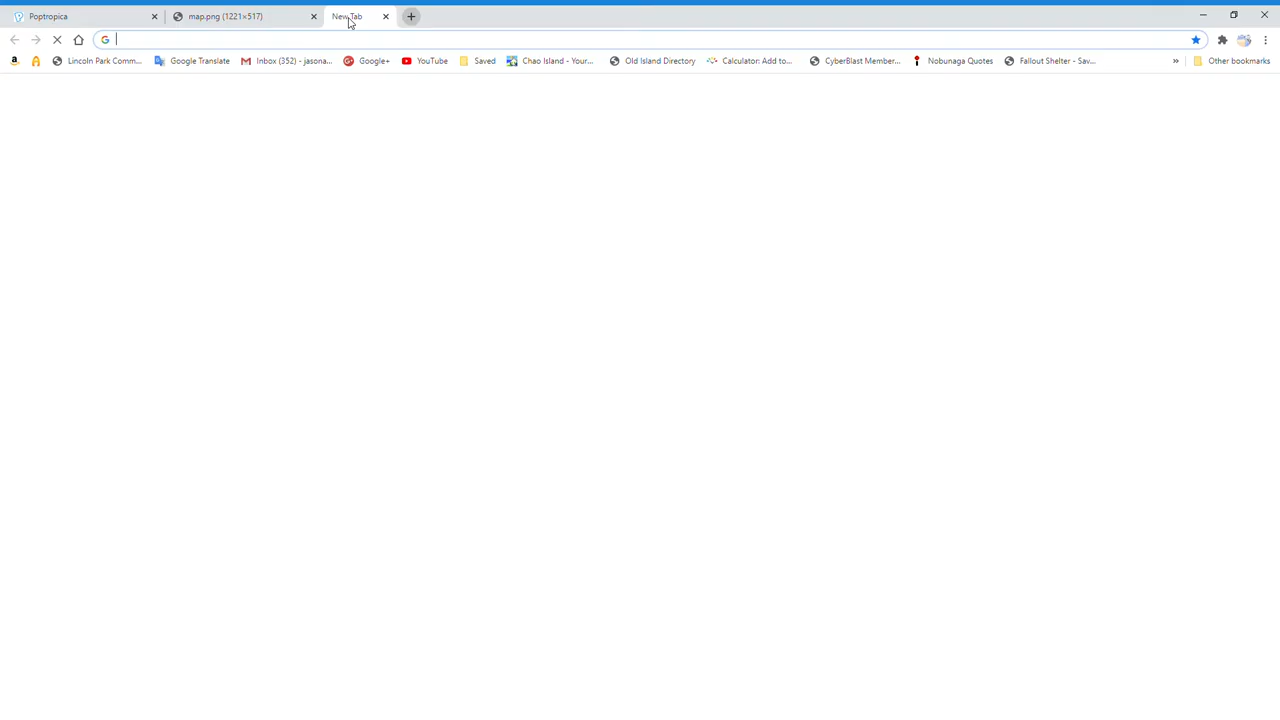 Poptropica map.png (1221×517) New Tab
Lincoln Park Comm... Google Translate Inbox (352) - jasona... Google+ YouTube Saved Chao Island - Your... Old Island Directory Calculator: Add to... CyberBlast Member... Nobunaga Quotes Fallout Shelter - Sav... » Other bookmarks